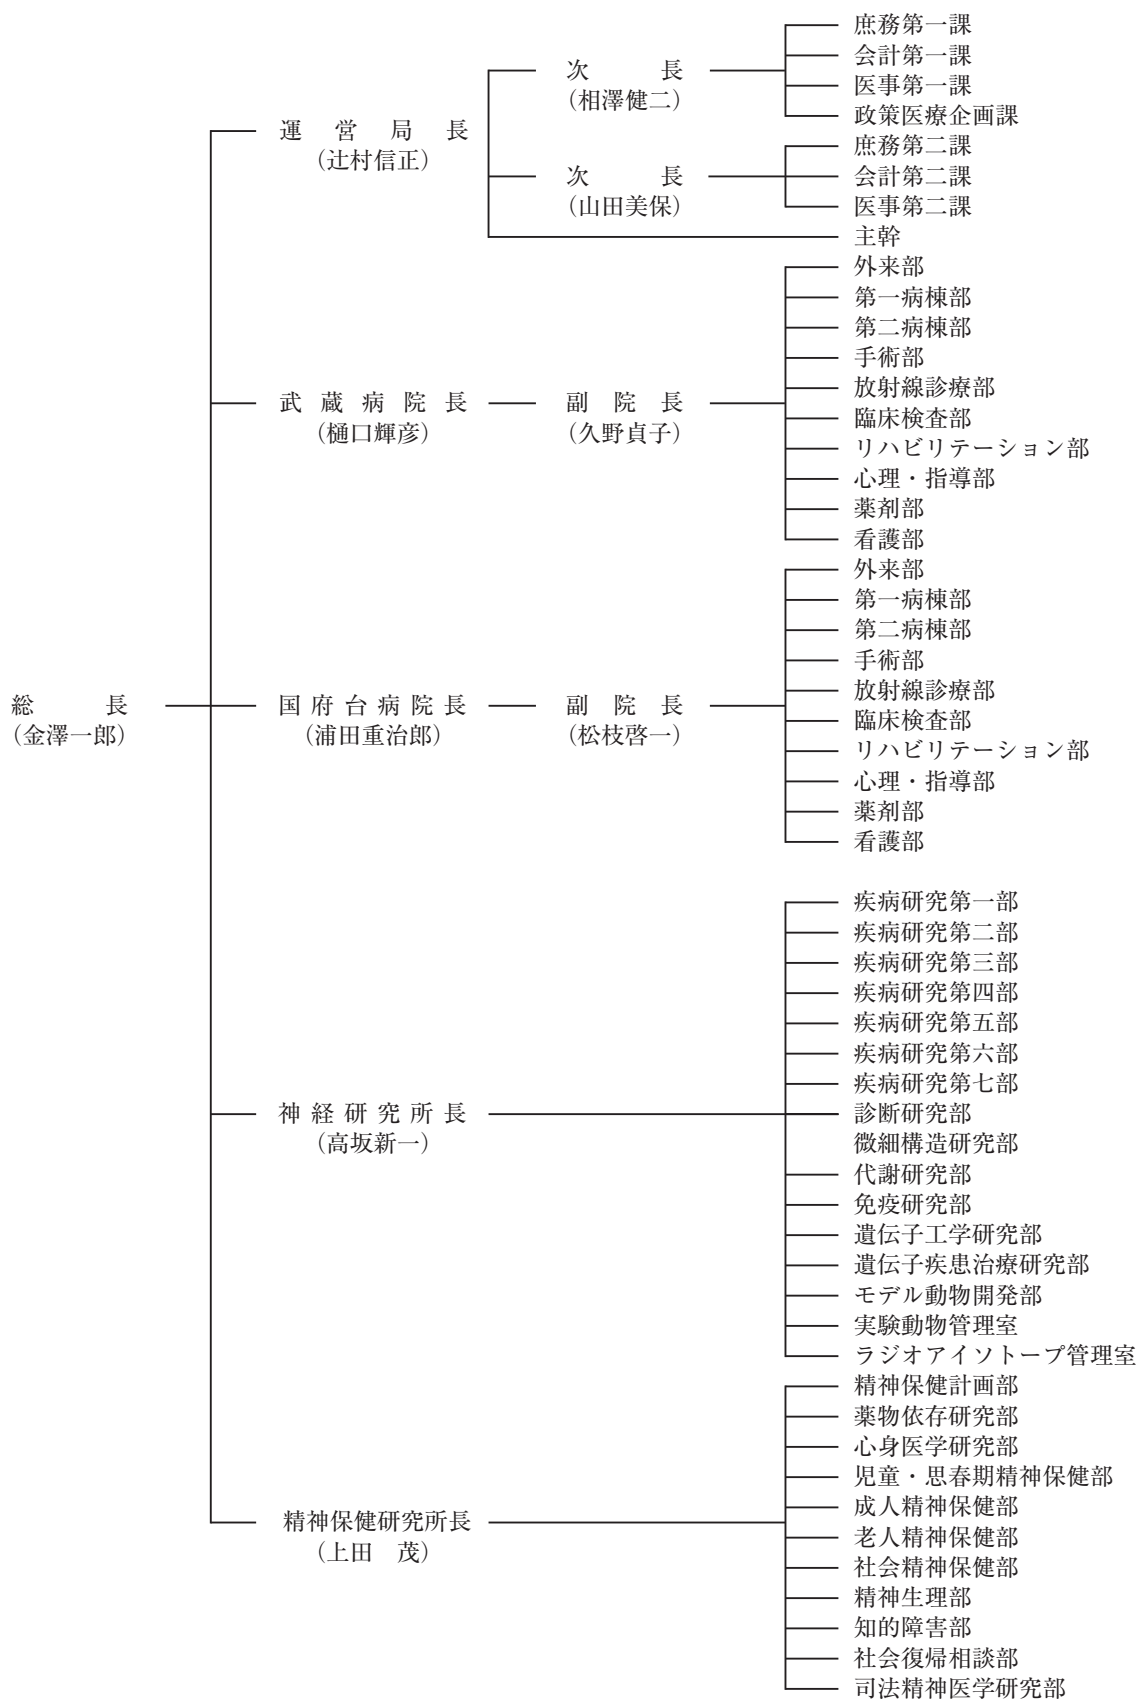 総長
(金澤一郎)
運営局長
(辻村信正)
次長
(相澤健二)
庶務第一課
会計第一課
医事第一課
政策医療企画課
次長
(山田美保)
庶務第二課
会計第二課
医事第二課
主幹
武蔵病院長
(樋口輝彦)
副院長
(久野貞子)
外来部
第一病棟部
第二病棟部
手術部
放射線診療部
臨床検査部
リハビリテーション部
心理・指導部
薬剤部
看護部
国府台病院長
(浦田重治郎)
副院長
(松枝啓一)
外来部
第一病棟部
第二病棟部
手術部
放射線診療部
臨床検査部
リハビリテーション部
心理・指導部
薬剤部
看護部
神経研究所長
(高坂新一)
疾病研究第一部
疾病研究第二部
疾病研究第三部
疾病研究第四部
疾病研究第五部
疾病研究第六部
疾病研究第七部
診断研究部
微細構造研究部
代謝研究部
免疫研究部
遺伝子工学研究部
遺伝子疾患治療研究部
モデル動物開発部
実験動物管理室
ラジオアイソトープ管理室
精神保健研究所長
(上田　茂)
精神保健計画部
薬物依存研究部
心身医学研究部
児童・思春期精神保健部
成人精神保健部
老人精神保健部
社会精神保健部
精神生理部
知的障害部
社会復帰相談部
司法精神医学研究部